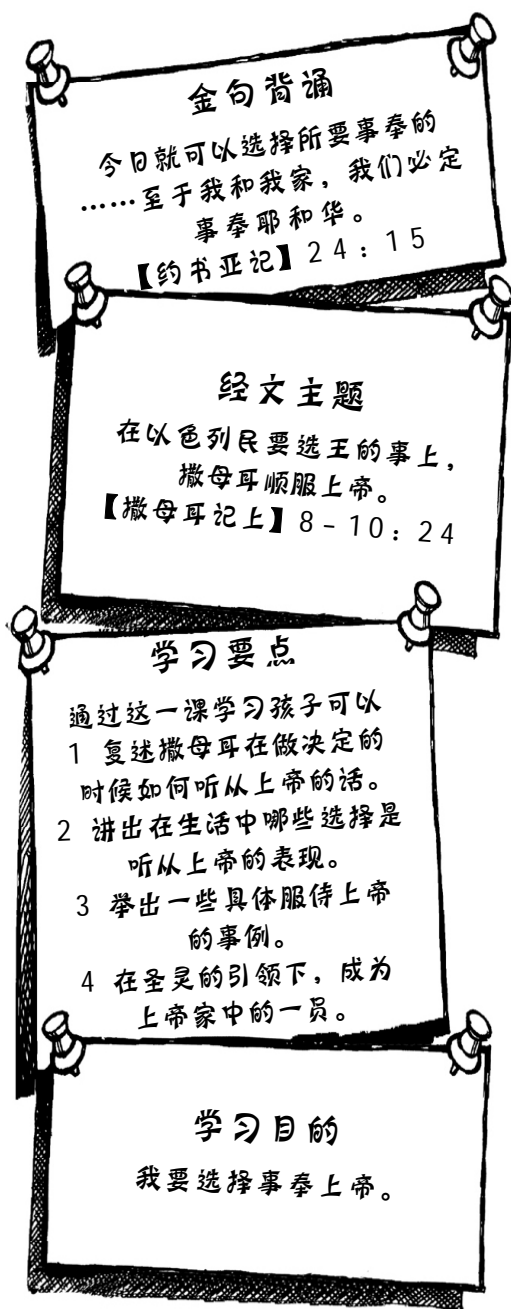 金句背诵
今日就可以选择所要事奉的
……至于我和我家，我们必定
事奉耶和华。
【约书亚记】24：15
经文主题
在以色列民要选王的事上，
撒母耳顺服上帝。
【撒母耳记上】8-10：24
学习要点
通过这一课学习孩子可以
1 复述撒母耳在做决定的
时候如何听从上帝的话。
2 讲出在生活中哪些选择是
听从上帝的表现。
3 举出一些具体服侍上帝
的事例。
4 在圣灵的引领下，成为
上帝家中的一员。
学习目的
我要选择事奉上帝。